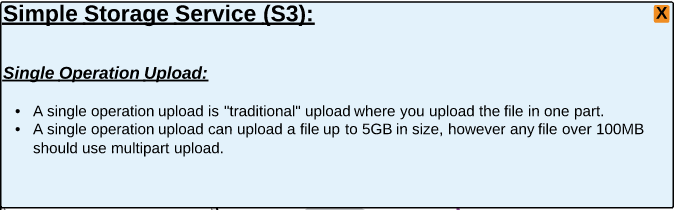 Simple Storage Service (S3):
X
Single Operation Upload:
• A single operation upload is "traditional" upload where you upload the file in one part.
• A single operation upload can upload a file up to 5GB in size, however any file over 100MB
should use multipart upload.